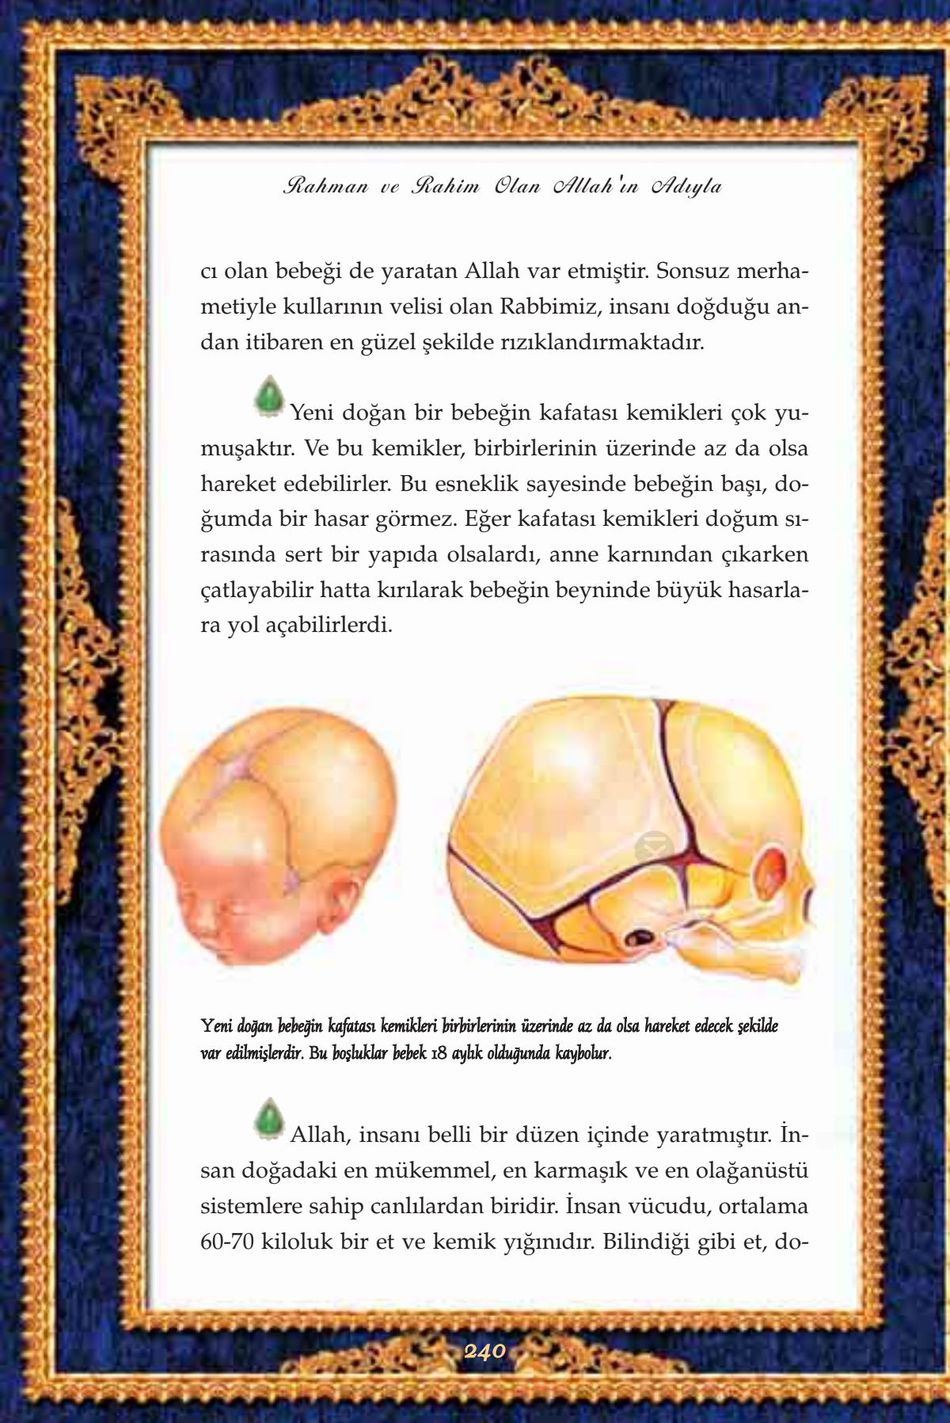 Rahman ve Rahim Olan Allah'ın Adıyla
cı olan bebeği de yaratan Allah var etmiştir. Sonsuz merha-
metiyle kullarının velisi olan Rabbimiz, insanı doğduğu an-
dan itibaren en güzel şekilde rızıklandırmaktadır.
Yeni doğan bir bebeğin kafatası kemikleri çok yu-
muşaktır. Ve bu kemikler, birbirlerinin üzerinde az da olsa
hareket edebilirler. Bu esneklik sayesinde bebeğin başı, do-
ğumda bir hasar görmez. Eğer kafatası kemikleri doğum sı-
rasında sert bir yapıda olsalardı, anne karnından çıkarken
çatlayabilir hatta kırılarak bebeğin beyninde büyük hasarla-
ra yol açabilirlerdi.
Yeni doğan bebeğin kafatası kemikleri birbirlerinin üzerinde az da olsa hareket edecek şekilde
var edilmişlerdir. Bu boşluklar bebek 18 aylık olduğunda kaybolur.
Allah, insanı belli bir düzen içinde yaratmıştır. İn-
san doğadaki en mükemmel, en karmaşık ve en olağanüstü
sistemlere sahip canlılardan biridir. İnsan vücudu, ortalama
60-70 kiloluk bir et ve kemik yığınıdır. Bilindiği gibi et, do-
240